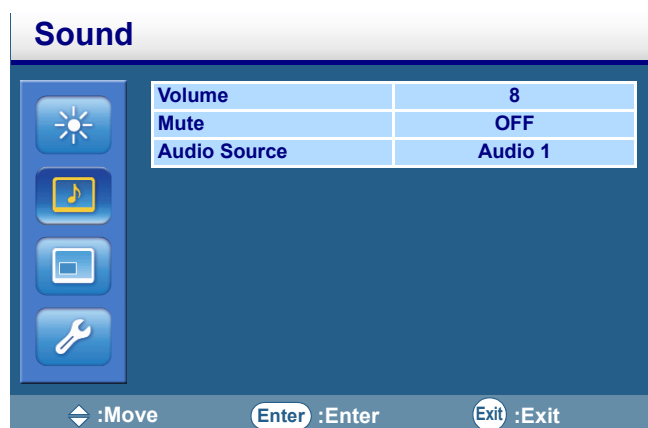 Sound
Volume 8
Mute OFF
Audio Source Audio 1
:Move Enter :Enter Exit :Exit